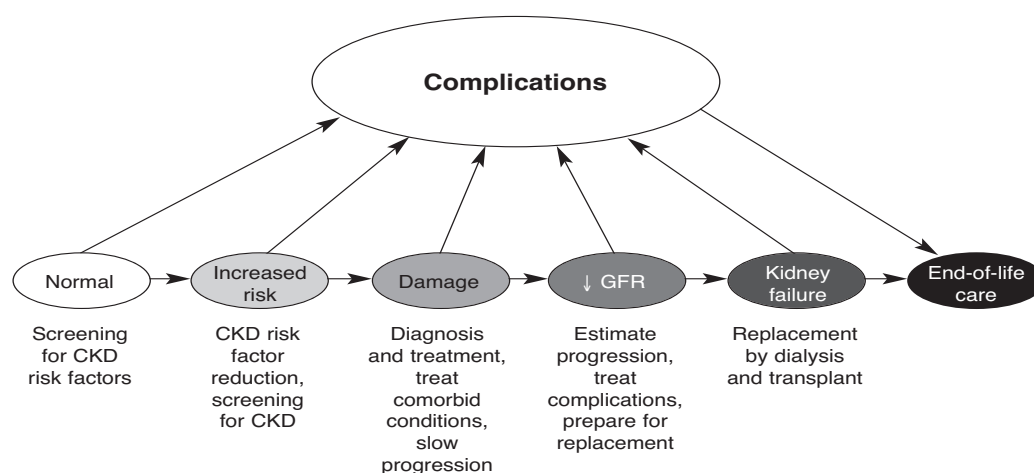 Complications
Normal
Increased
risk
Damage
↓ GFR
Kidney
failure
End-of-life
care
Screening
for CKD
risk factors
CKD risk
factor
reduction,
screening
for CKD
Diagnosis
and treatment,
treat
comorbid
conditions,
slow
progression
Estimate
progression,
treat
complications,
prepare for
replacement
Replacement
by dialysis
and transplant